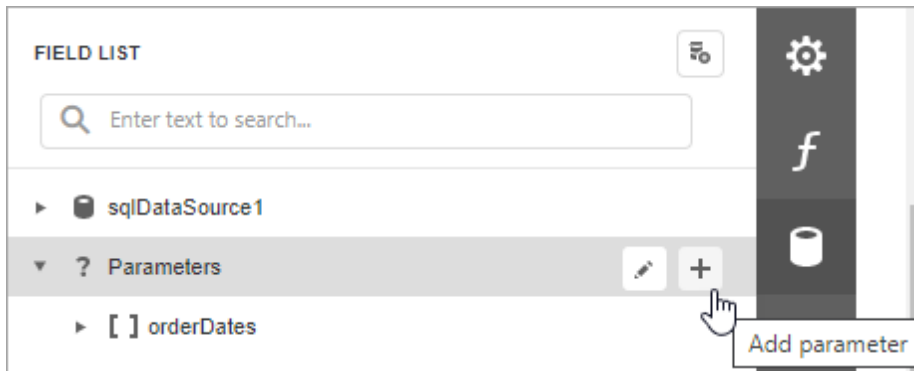 FIELD LIST
Enter text to search...
sqlDataSource1
? Parameters
[ ] orderDates
Add parameter